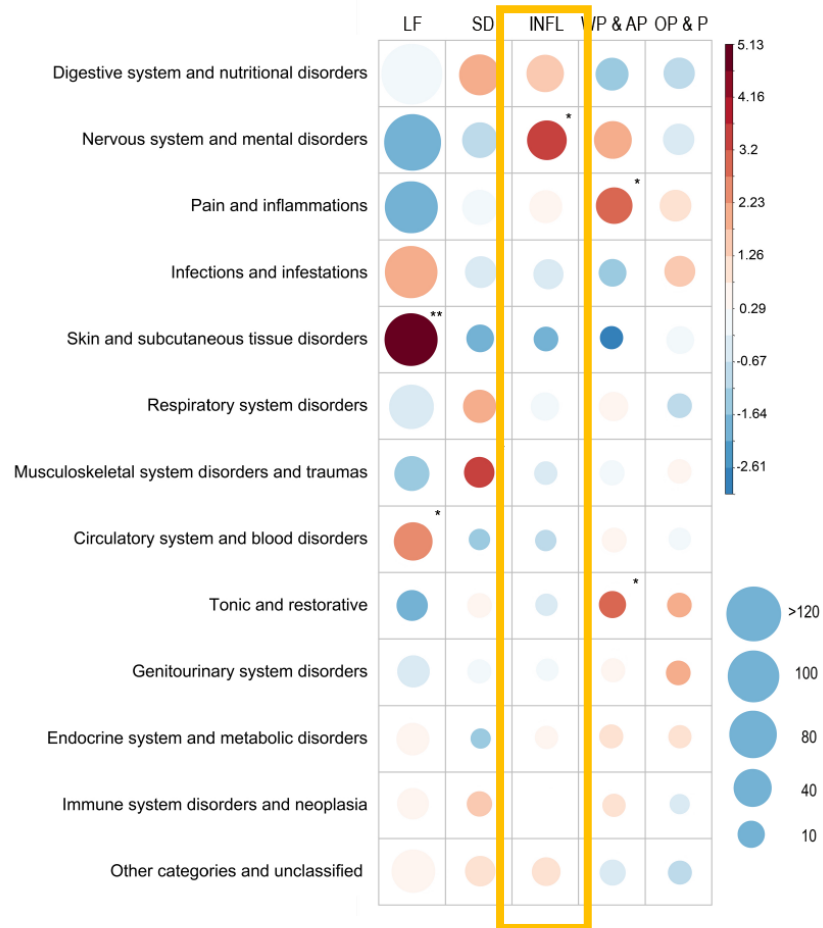 LF SD INFL WP & AP OP & P
Digestive system and nutritional disorders
Nervous system and mental disorders
*
Pain and inflammations
*
Infections and infestations
Skin and subcutaneous tissue disorders
**
Respiratory system disorders
Musculoskeletal system disorders and traumas
Circulatory system and blood disorders
*
Tonic and restorative
*
Genitourinary system disorders
Endocrine system and metabolic disorders
Immune system disorders and neoplasia
Other categories and unclassified
5.13
4.16
3.2
2.23
1.26
0.29
-0.67
-1.64
-2.61
>120
100
80
40
10